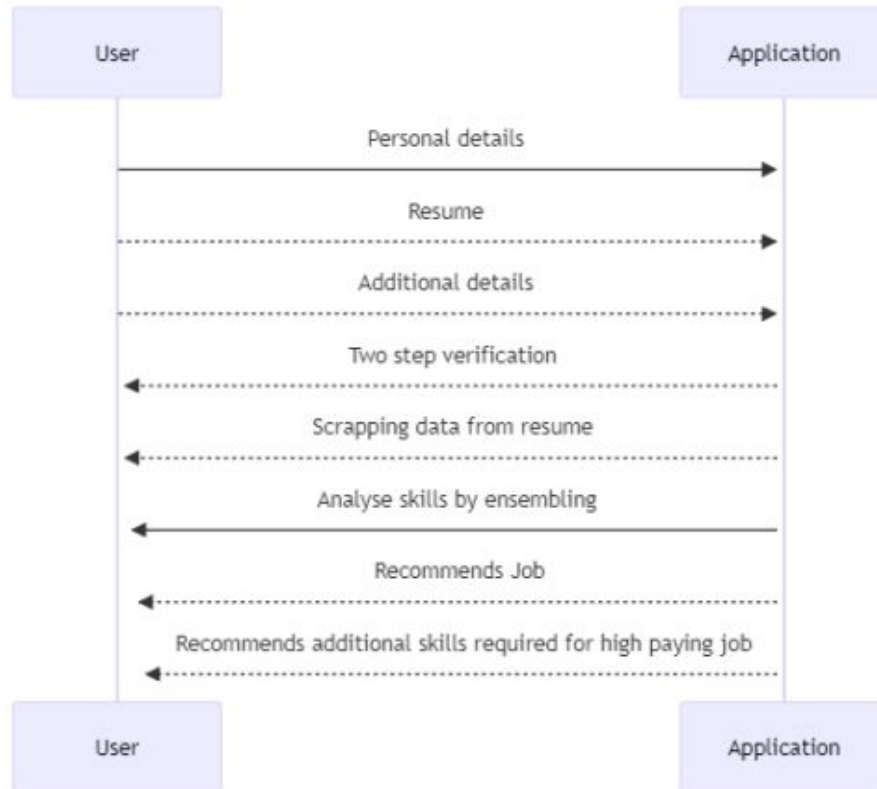 User
Application
Personal details
Resume
Additional details
Two step verification
Scrapping data from resume
Analyse skills by ensembling
Recommends Job
Recommends additional skills required for high paying job
User
Application